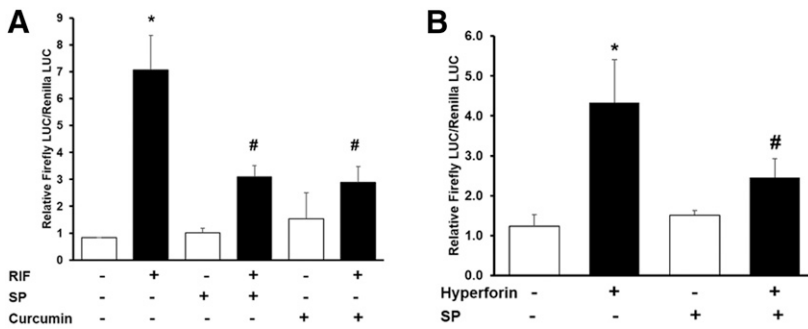 A
Relative Firefly LUC/Renilla LUC
9
8
7
6
5
4
3
2
1
0
*
#
#
RIF - + - + - +
SP - - + + - -
Curcumin - - - - + +
B
Relative Firefly LUC/Renilla LUC
6.0
5.0
4.0
3.0
2.0
1.0
0.0
*
#
Hyperforin - + - +
SP - - + +